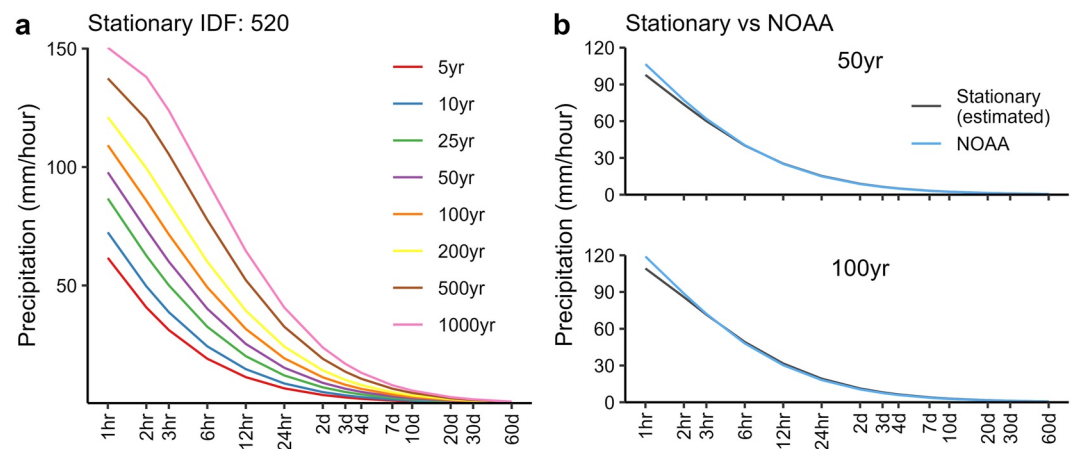 a
Stationary IDF: 520
Precipitation (mm/hour)
150
100
50
5yr
10yr
25yr
50yr
100yr
200yr
500yr
1000yr
1hr 2hr 3hr 6hr 12hr 24hr 2d 3d 4d 7d 10d 20d 30d 60d
b
Stationary vs NOAA
Precipitation (mm/hour)
50yr
120
90
60
30
0
Stationary
(estimated)
NOAA
100yr
120
90
60
30
0
1hr 2hr 3hr 6hr 12hr 24hr 2d 3d 4d 7d 10d 20d 30d 60d